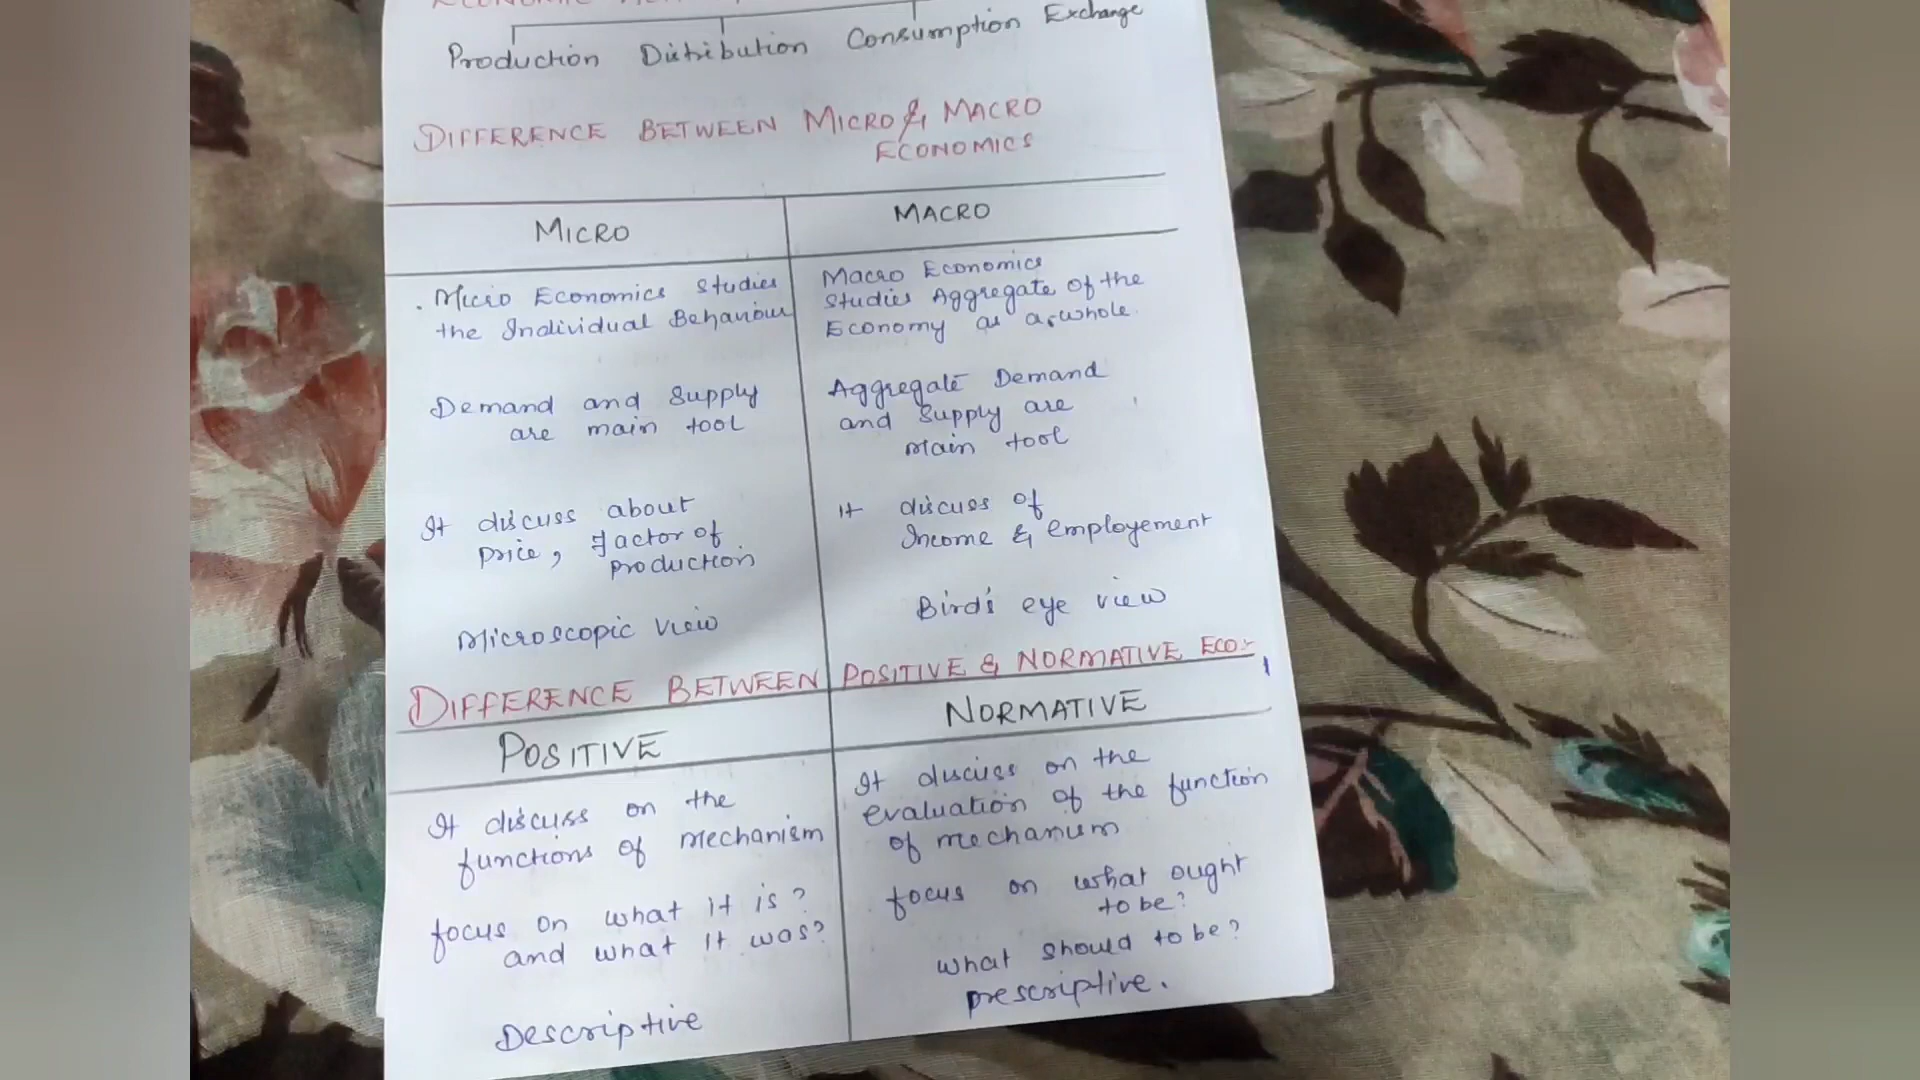 Production Distribution Consumption Exchange
DIFFERENCE BETWEEN MICRO & MACRO
ECONOMICS
MICRO
. Micro Economics Studies
the Individual Behaviour
Demand and Supply
are main tool
It discuss about
price, factor of
production
Microscopic view
MACRO
Macro Economics
Studies Aggregate of the
Economy as a whole.
Aggregate Demand
and Supply are
Main tool
It discuss of
Income & employement
Bird's eye view
DIFFERENCE BETWEEN POSITIVE & NORMATIVE ECO:-
POSITIVE
It discuss on the
functions of Mechanism
focus on what it is?
and what it was?
Descriptive
NORMATIVE
It discuss on the
evaluation of the function
of mechanism
focus on what ought
to be?
What should to be?
prescriptive.